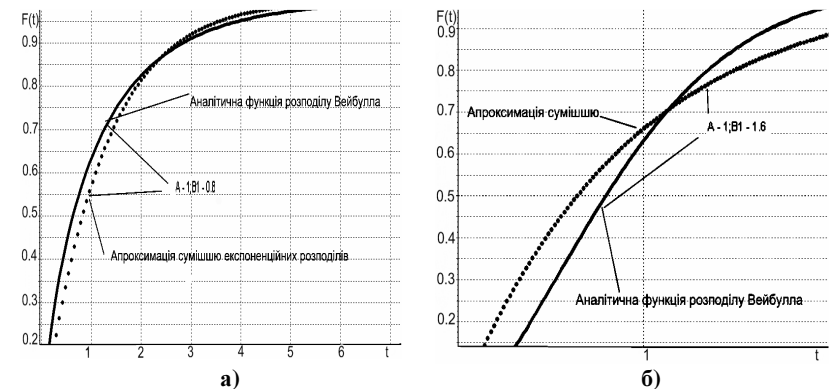 F(t)
0.9
0.8
Аналітична функція розподілу Вейбулла
0.7
0.6
А - 1;В1 - 0.8
0.5
0.4
Апроксимація сумішшю експоненційних розподілів
0.3
0.2
1 2 3 4 5 6 t
а)
F(t)
0.9
0.8
Апроксимація сумішшю
0.7
А - 1;В1 - 1.6
0.6
0.5
0.4
0.3
Аналітична функція розподілу Вейбулла
0.2
1 t
б)